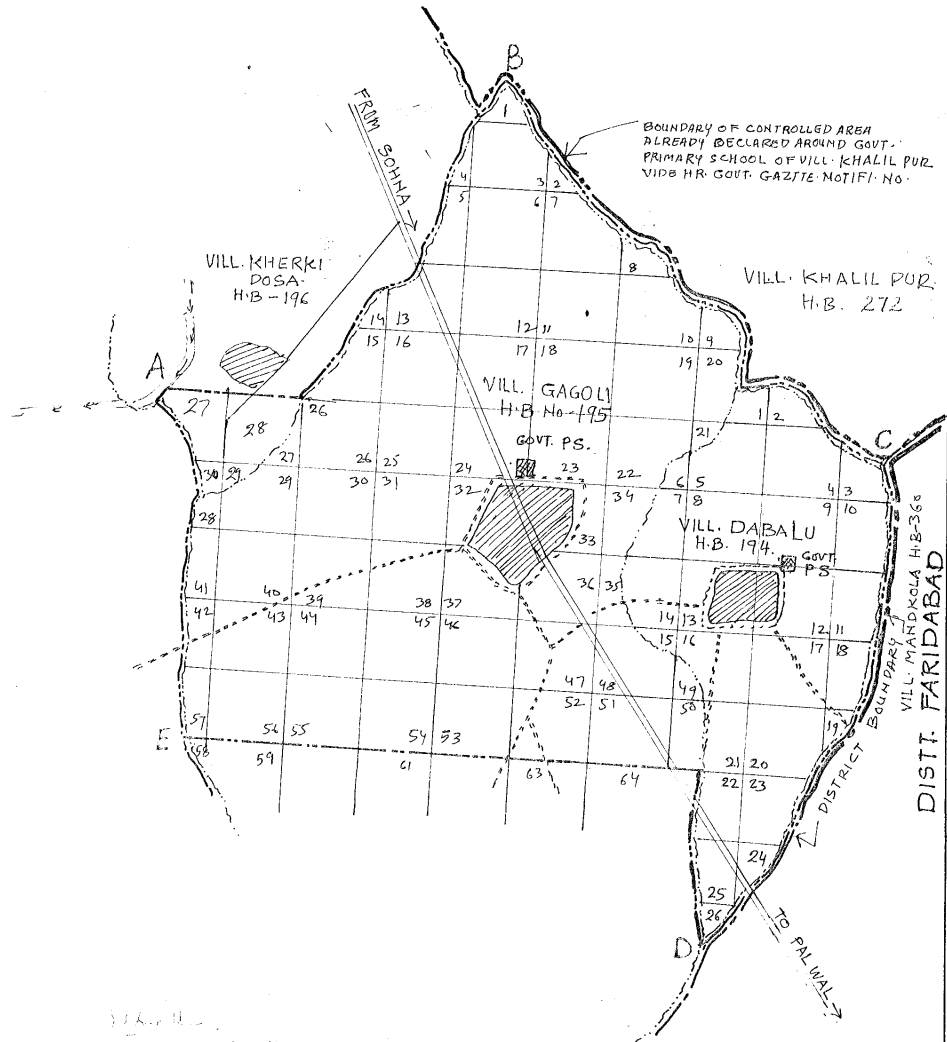 B
FROM SOHNA
1
BOUNDARY OF CONTROLLED AREA
ALREADY DECLARED AROUND GOVT.
PRIMARY SCHOOL OF VILL. KHALIL PUR
VIDE HR. GOVT. GAZTTE. NOTIFI. NO.
4
3 2
5
6 7
VILL. KHERKI
DOSA.
H.B - 196
8
VILL. KHALIL PUR.
H.B. 272
14 13
12 11
10 9
15 16
17 18
19 20
A
VILL. GAGOLI
H.B. No - 195
27
26
28
1 2
21
GOVT. PS.
C
30 29
27
26 25
24
23
22
6 5
4 3
29
30 31
32
34
7 8
9 10
28
33
VILL. DABALU
H.B. 194.
GOVT.
PS
VILL. MANDKOLA H.B-360
DISTT. FARIDABAD
41
40
39
38 37
36 35
14 13
12 11
42
43 44
45 46
15 16
17 18
47 48
49
52 51
50
19
DISTRICT BOUNDARY
57
56 55
54 53
21 20
E
58
59
61
63
64
22 23
24
25
26
D
TO PALWAL